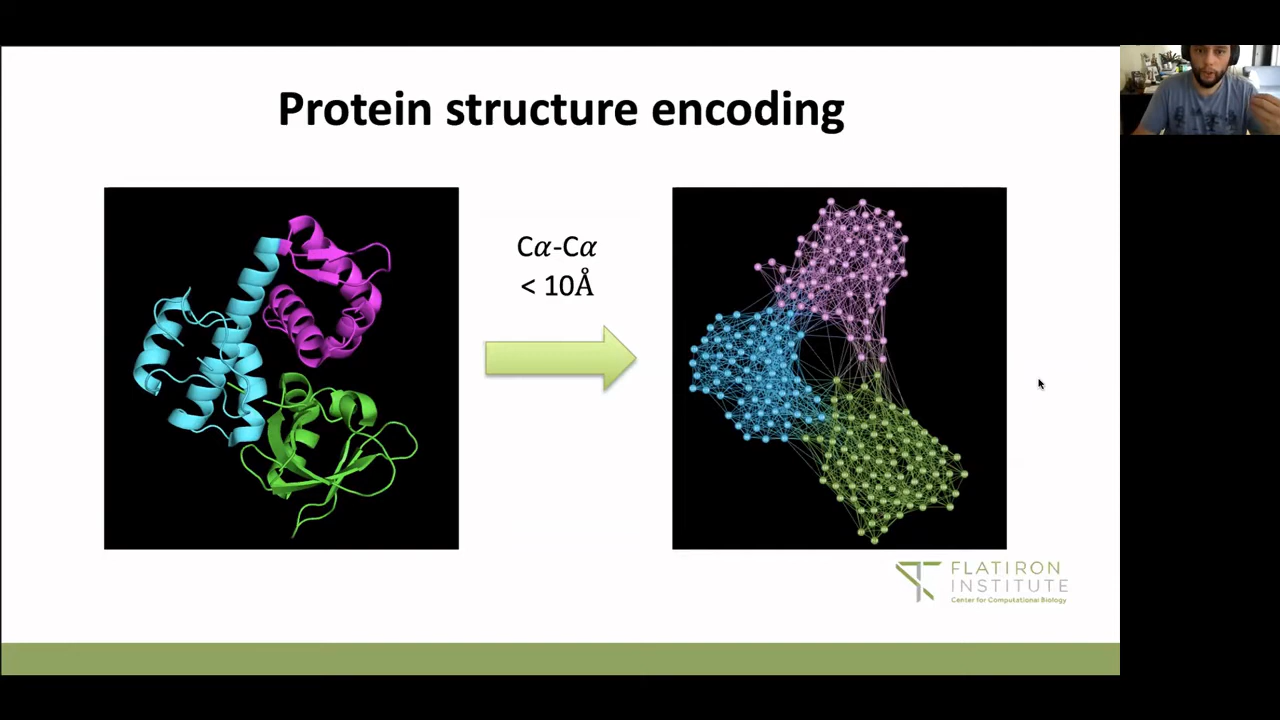 Protein structure encoding
Cα-Cα
< 10Å
FLATIRON
INSTITUTE
Center for Computational Biology